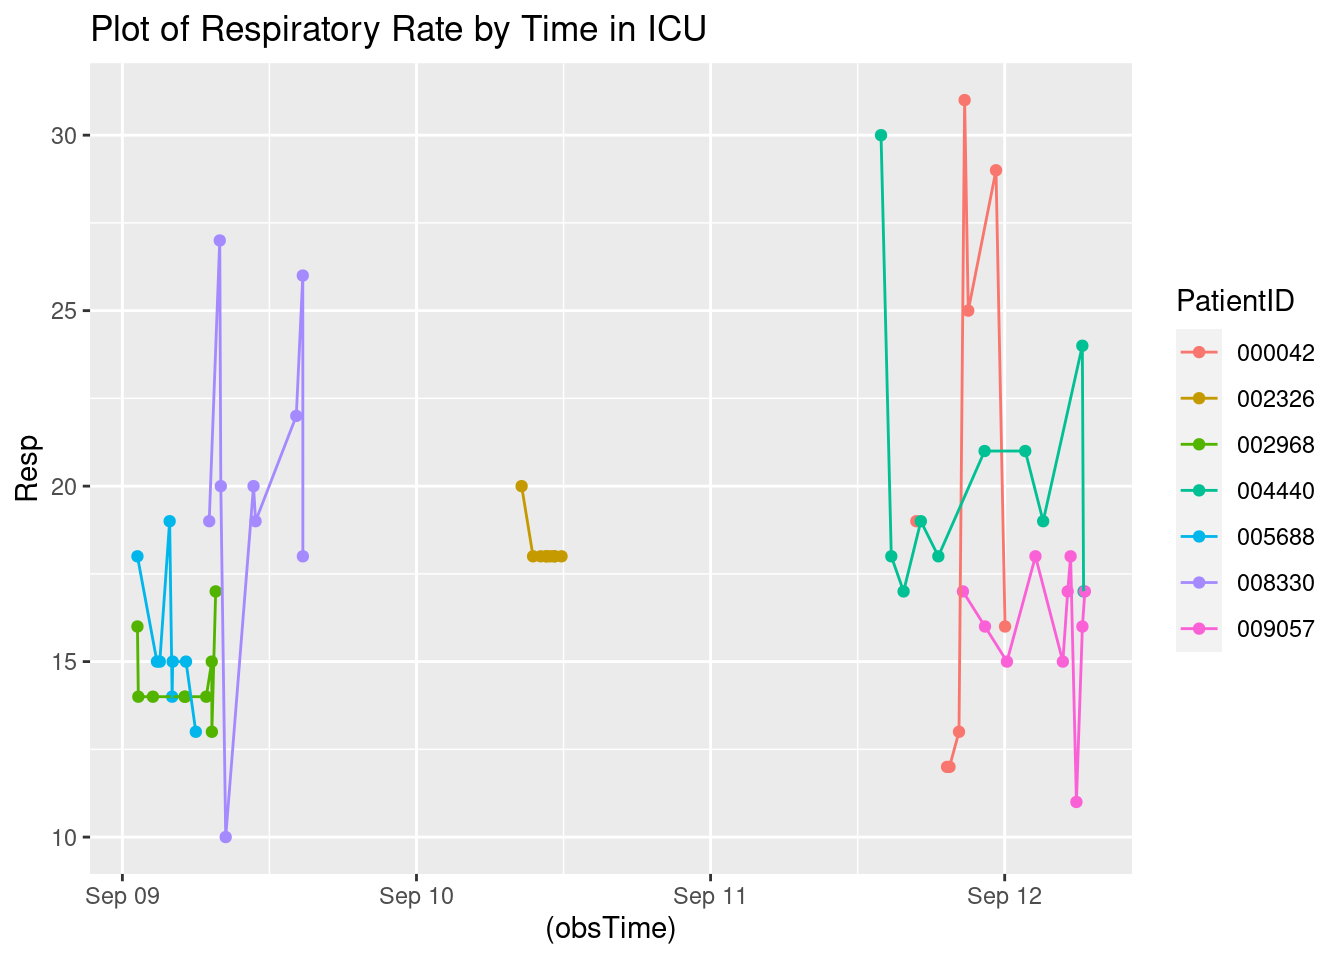 Plot of Respiratory Rate by Time in ICU
Resp
30
25
20
15
10
Sep 09
Sep 10
Sep 11
Sep 12
(obsTime)
PatientID
000042
002326
002968
004440
005688
008330
009057